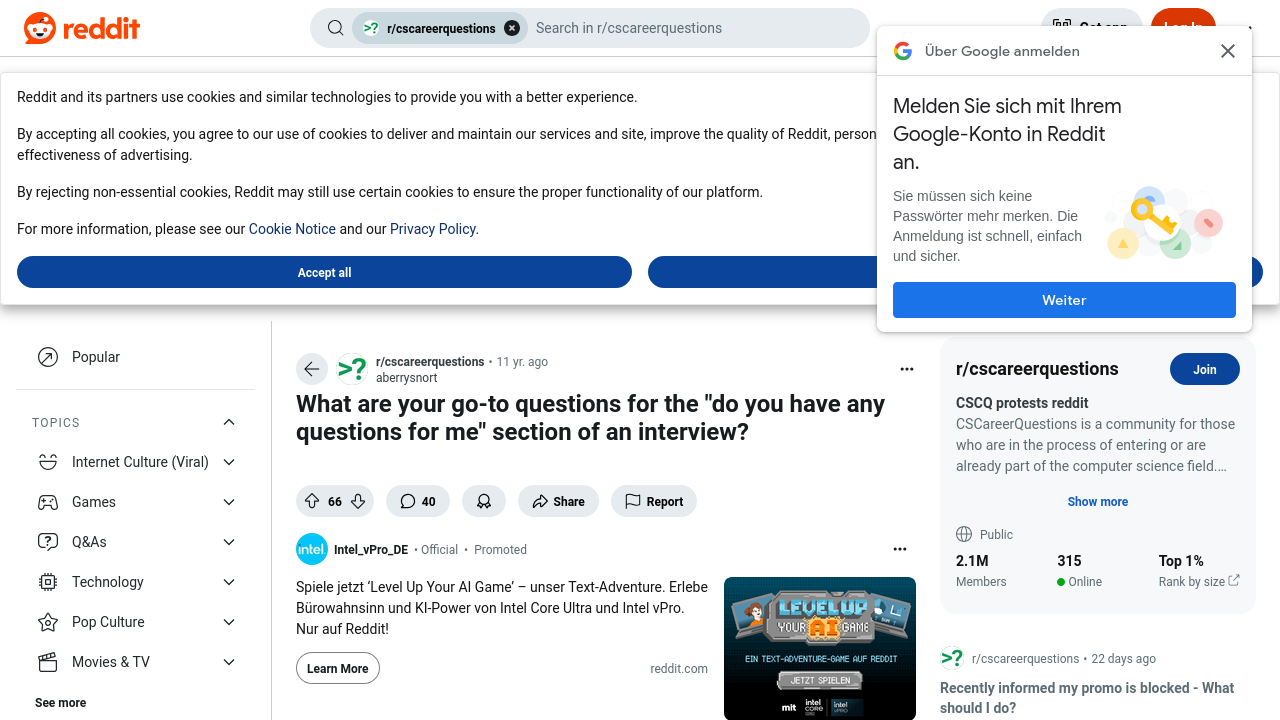 reddit
r/cscareerquestions
Search in r/cscareerquestions
Reddit and its partners use cookies and similar technologies to provide you with a better experience.
By accepting all cookies, you agree to our use of cookies to deliver and maintain our services and site, improve the quality of Reddit, person
effectiveness of advertising.
By rejecting non-essential cookies, Reddit may still use certain cookies to ensure the proper functionality of our platform.
For more information, please see our Cookie Notice and our Privacy Policy.
Accept all
Über Google anmelden
Melden Sie sich mit Ihrem
Google-Konto in Reddit
an.
Sie müssen sich keine
Passwörter mehr merken. Die
Anmeldung ist schnell, einfach
und sicher.
Weiter
Popular
TOPICS
Internet Culture (Viral)
Games
Q&As
Technology
Pop Culture
Movies & TV
See more
r/cscareerquestions • 11 yr. ago
aberrysnort
What are your go-to questions for the "do you have any
questions for me" section of an interview?
66
40
Share
Report
intel.
Intel_vPro_DE • Official • Promoted
Spiele jetzt ‘Level Up Your AI Game’ – unser Text-Adventure. Erlebe
Bürowahnsinn und KI-Power von Intel Core Ultra und Intel vPro.
Nur auf Reddit!
Learn More
reddit.com
LEVEL UP
YOUR AI GAME
EIN TEXT-ADVENTURE-GAME AUF REDDIT
JETZT SPIELEN
mit
intel
CORE
intel
VPRO
r/cscareerquestions
Join
CSCQ protests reddit
CSCareerQuestions is a community for those
who are in the process of entering or are
already part of the computer science field.…
Show more
Public
2.1M
315
Top 1%
Members
Online
Rank by size
r/cscareerquestions • 22 days ago
Recently informed my promo is blocked - What
should I do?